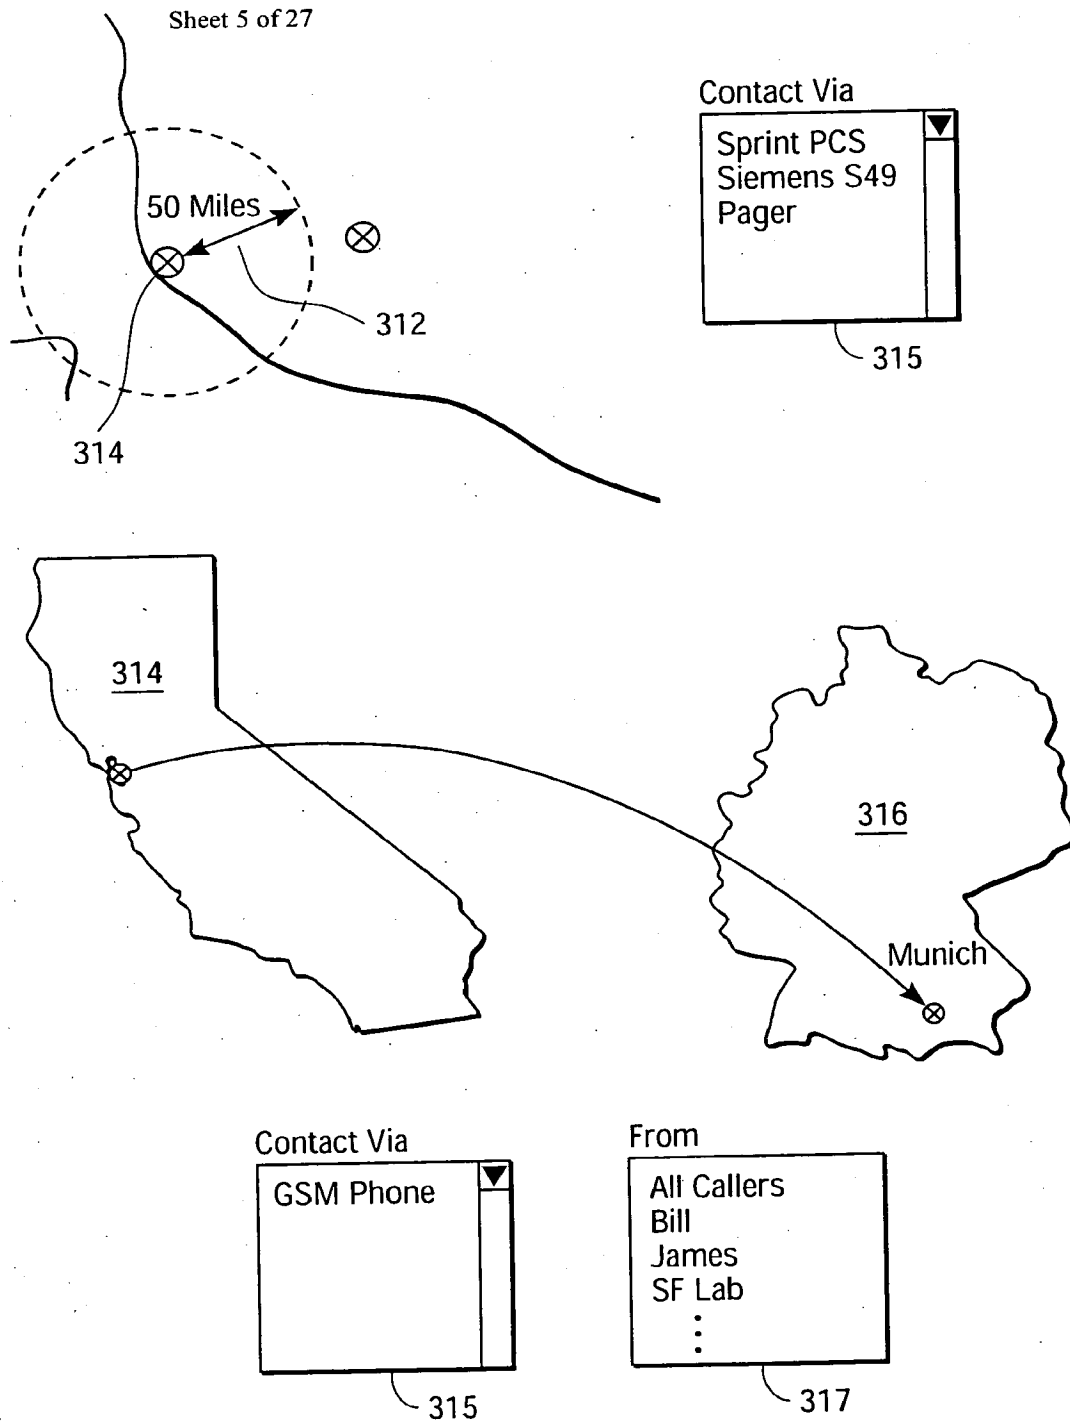 Sheet 5 of 27
Contact Via
Sprint PCS
Siemens S49
Pager
50 Miles
312
315
314
314
316
Munich
Contact Via
GSM Phone
From
All Callers
Bill
James
SF Lab
315
317